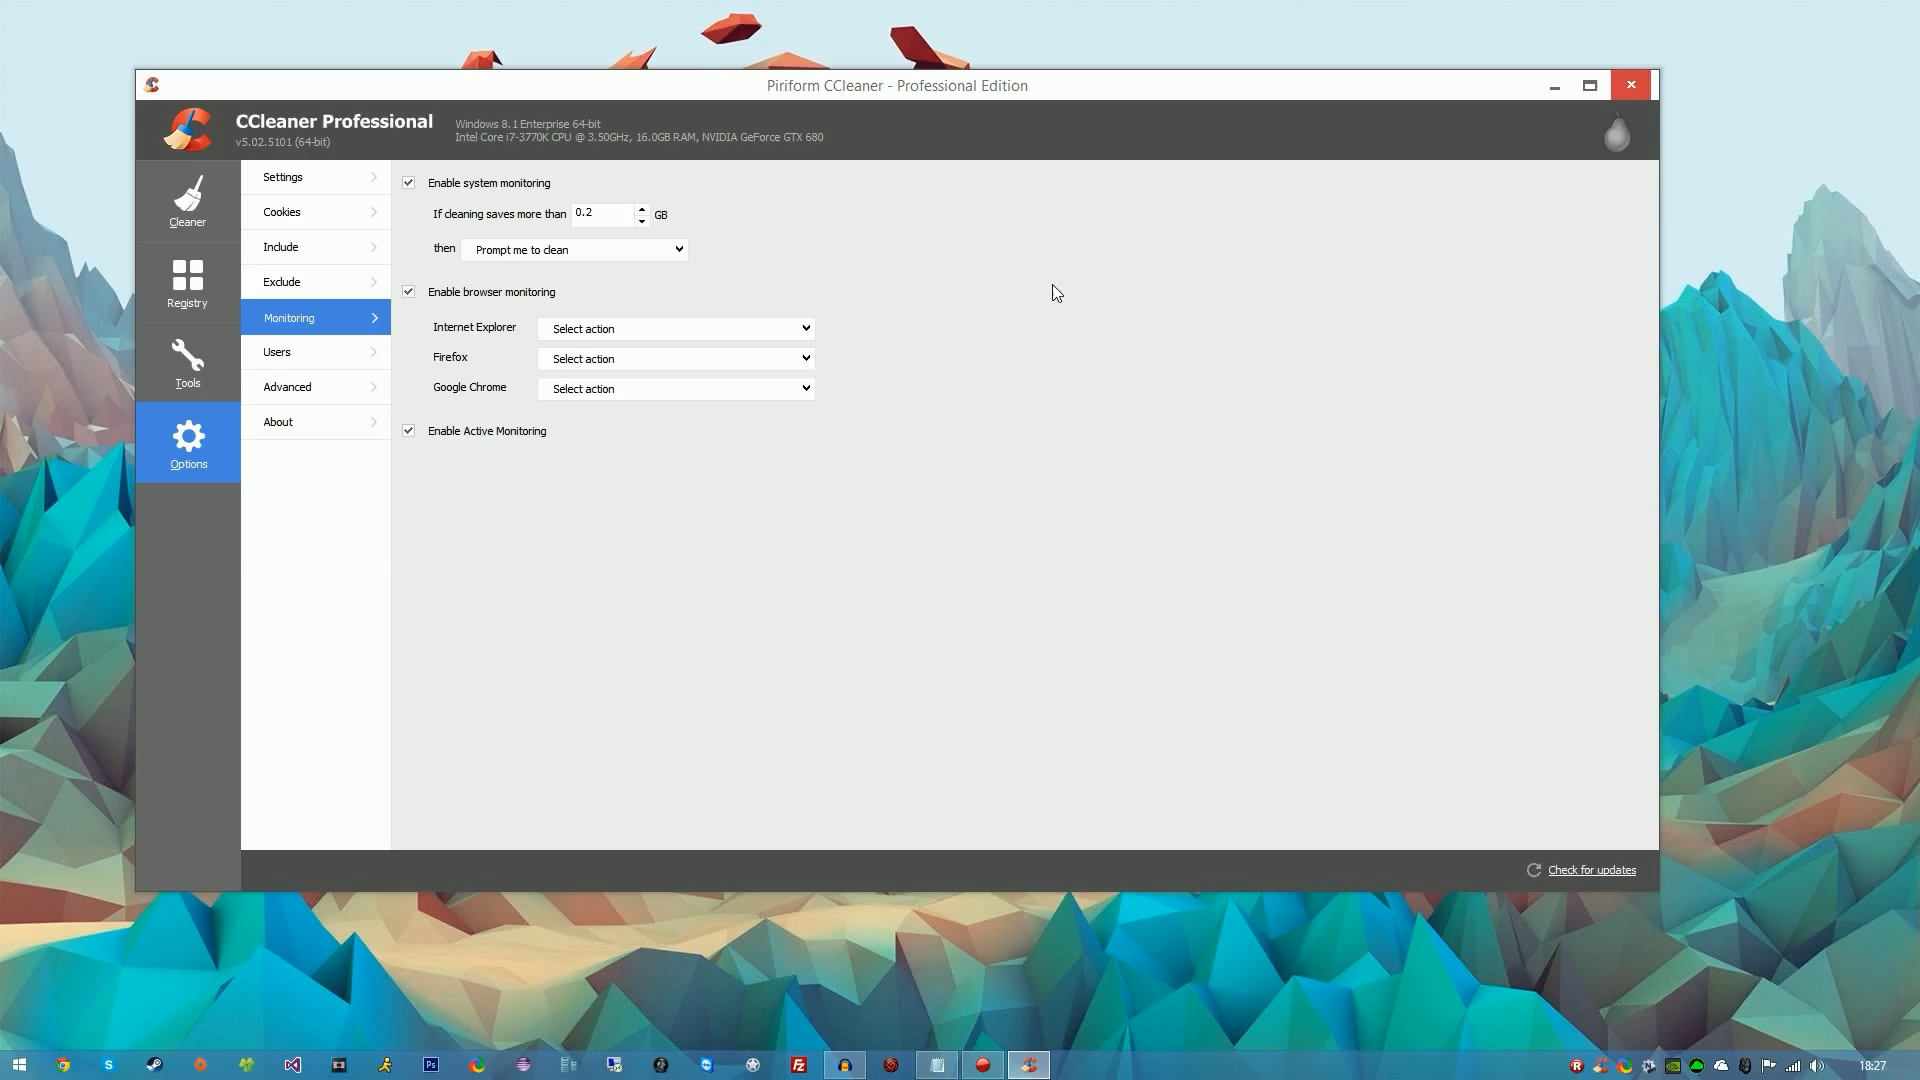 Piriform CCleaner - Professional Edition
CCleaner Professional
v5.02.5101 (64-bit)
Windows 8.1 Enterprise 64-bit
Intel Core i7-3770K CPU @ 3.50GHz, 16.0GB RAM, NVIDIA GeForce GTX 680
Cleaner
Registry
Tools
Options
Settings
Cookies
Include
Exclude
Monitoring
Users
Advanced
About
Enable system monitoring
If cleaning saves more than 0.2 GB
then Prompt me to clean
Enable browser monitoring
Internet Explorer Select action
Firefox Select action
Google Chrome Select action
Enable Active Monitoring
Check for updates
S
Ps
Fz
R
18:27